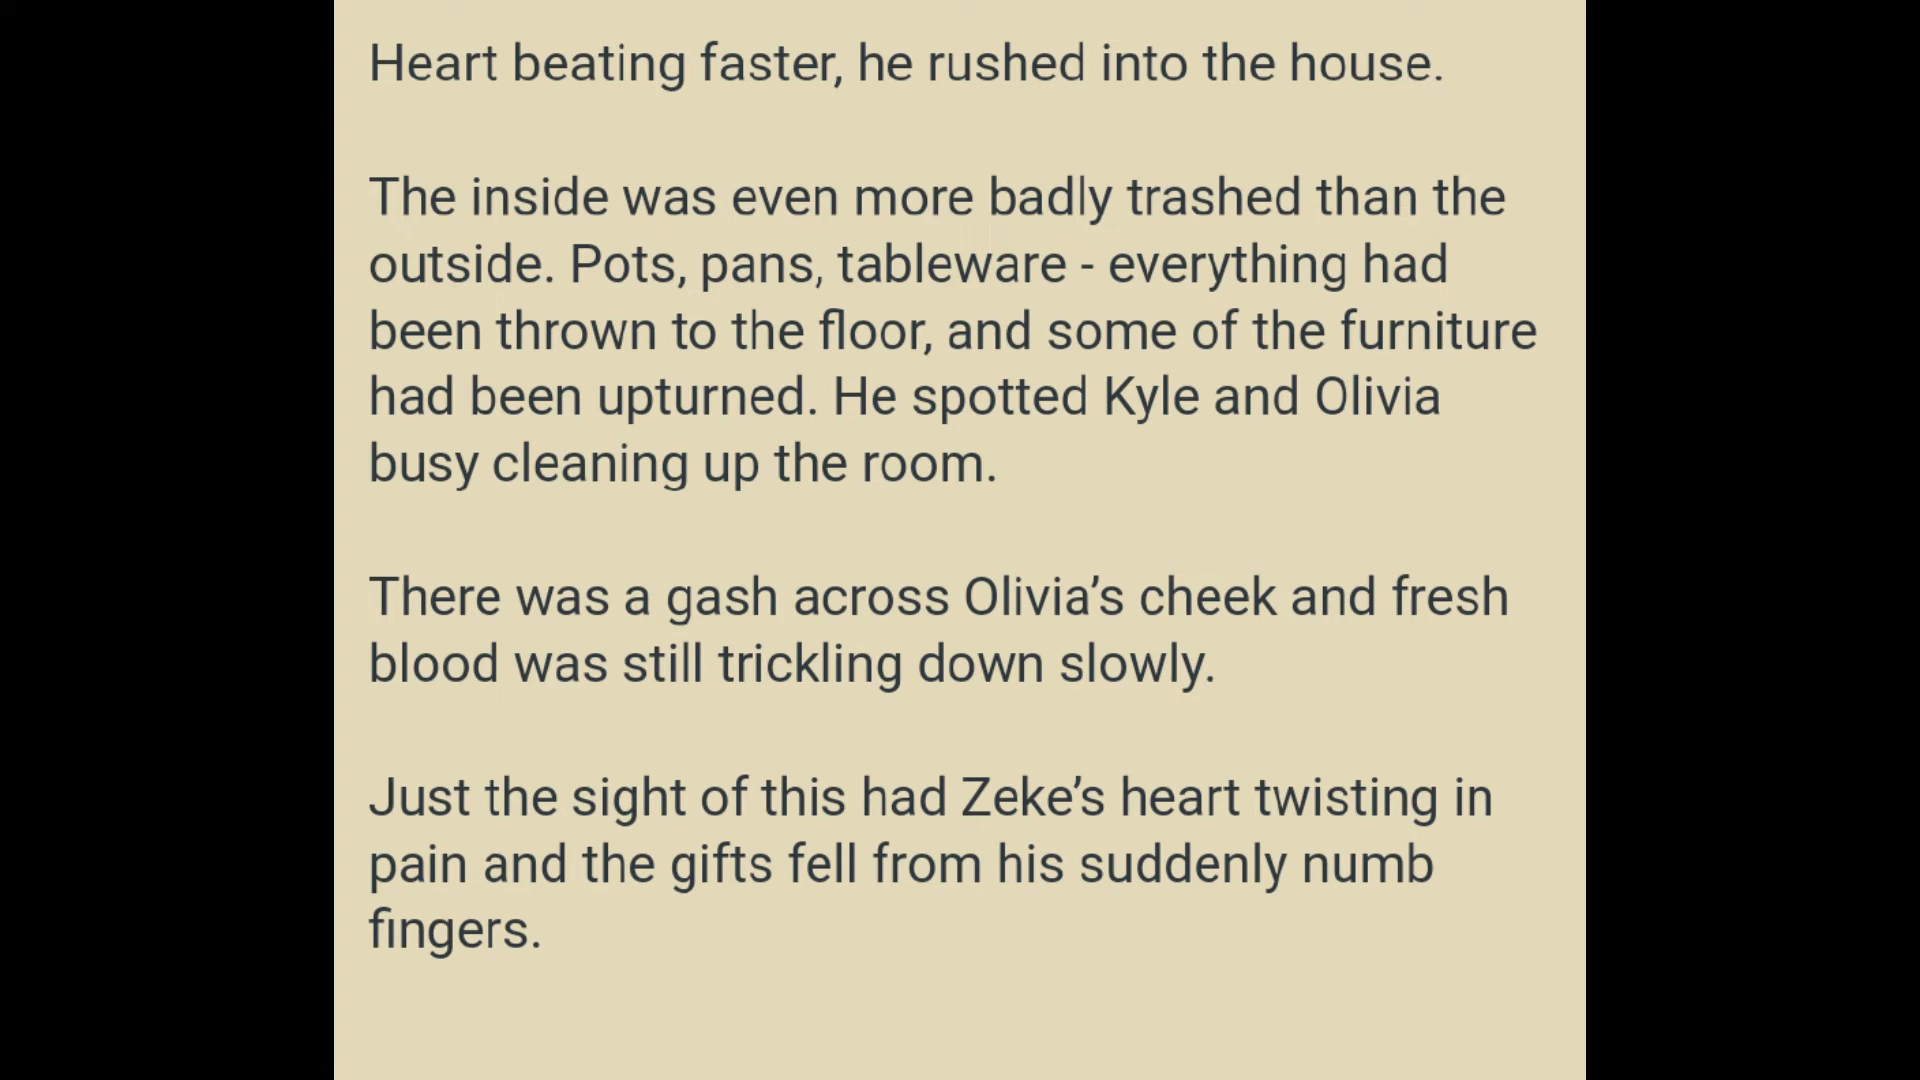 Heart beating faster, he rushed into the house.
The inside was even more badly trashed than the
outside. Pots, pans, tableware - everything had
been thrown to the floor, and some of the furniture
had been upturned. He spotted Kyle and Olivia
busy cleaning up the room.
There was a gash across Olivia’s cheek and fresh
blood was still trickling down slowly.
Just the sight of this had Zeke’s heart twisting in
pain and the gifts fell from his suddenly numb
fingers.